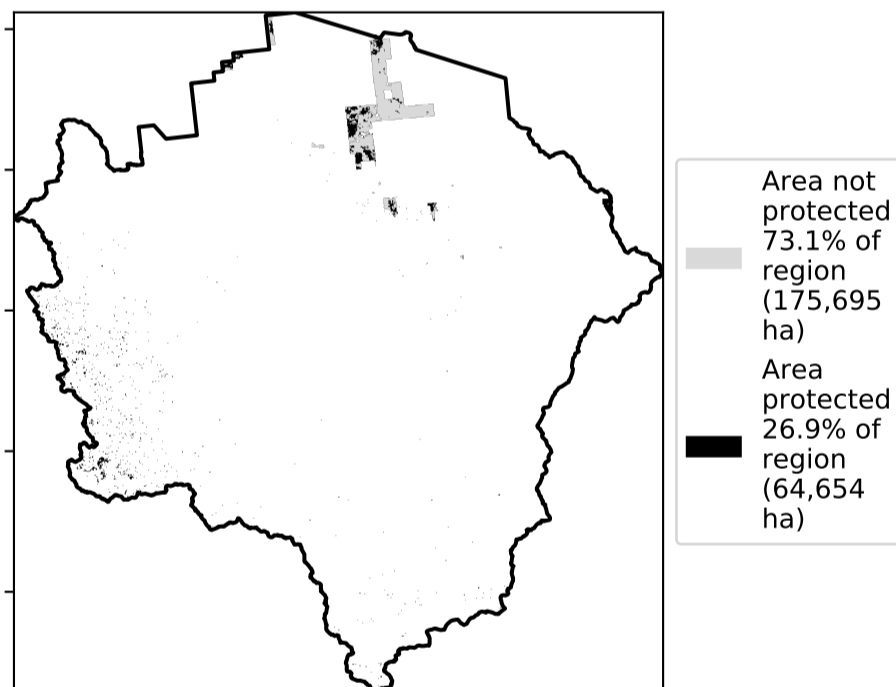 Area not
protected
73.1% of
region
(175,695
ha)
Area
protected
26.9% of
region
(64,654
ha)